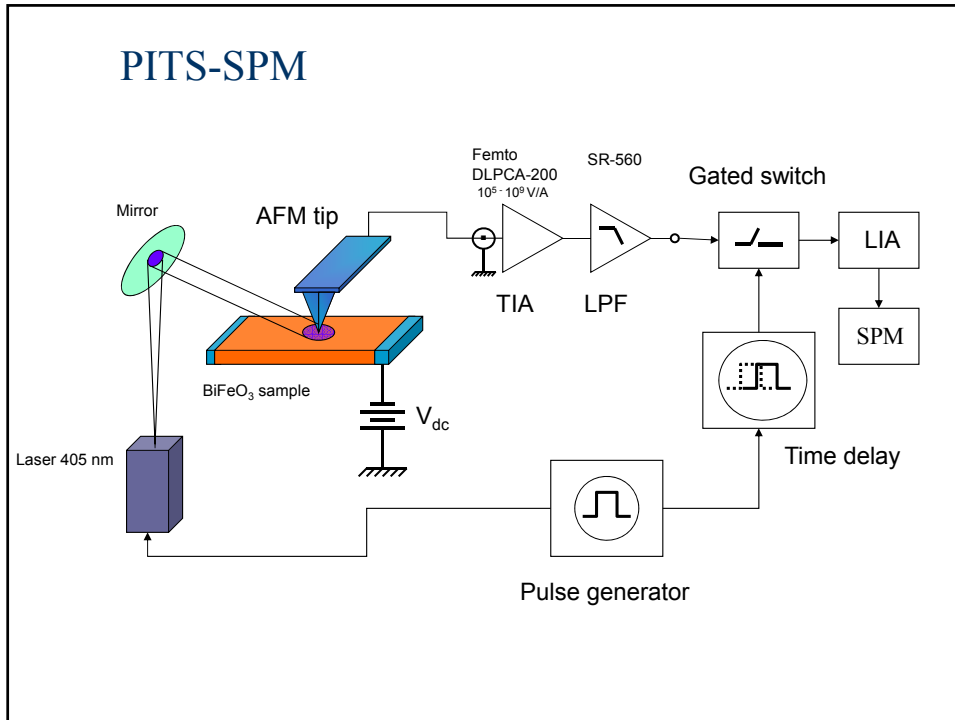 PITS-SPM
Femto
DLPCA-200
10⁵ - 10⁹ V/A
SR-560
Gated switch
Mirror
AFM tip
LIA
TIA
LPF
SPM
BiFeO₃ sample
V_dc
Laser 405 nm
Time delay
Pulse generator